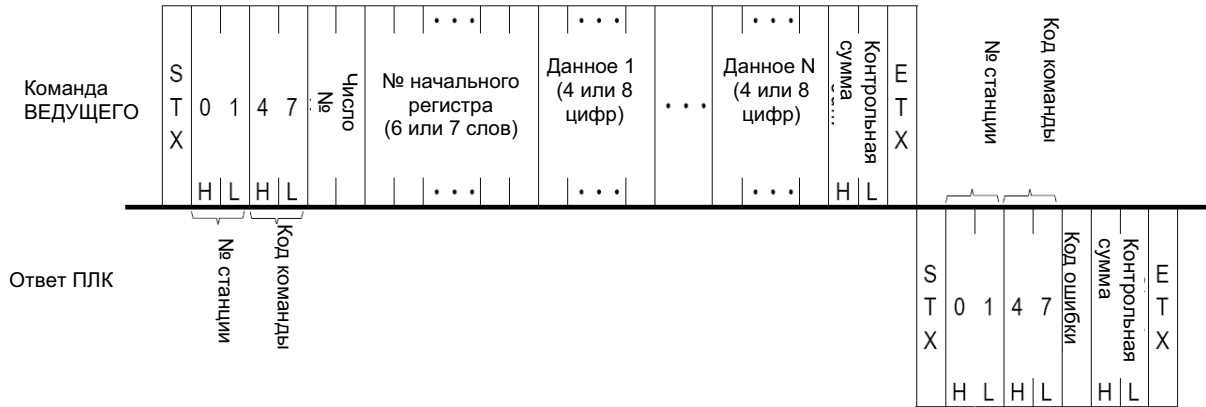 Команда
ВЕДУЩЕГО
S
T
X
0 1
4 7
Число
№
№ начального
регистра
(6 или 7 слов)
Данное 1
(4 или 8
цифр)
Данное N
(4 или 8
цифр)
Контрольная
сумма
E
T
X
H L H L
H L
№ станции
Код команды
№ станции
Код команды
Ответ ПЛК
S
T
X
0 1
4 7
Код ошибки
Контрольная
сумма
E
T
X
H L H L
H L